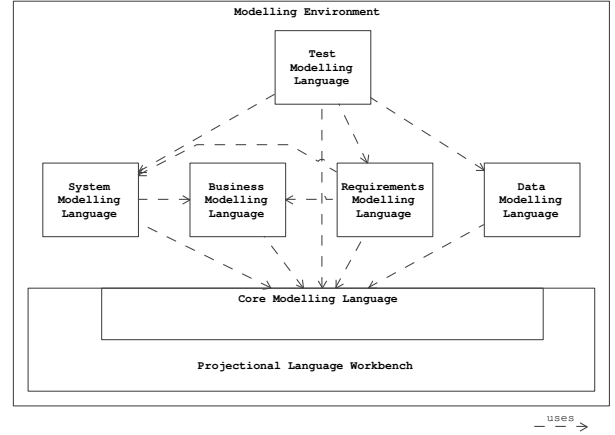 Modelling Environment
Test
Modelling
Language
System
Modelling
Language
Business
Modelling
Language
Requirements
Modelling
Language
Data
Modelling
Language
Core Modelling Language
Projectional Language Workbench
uses